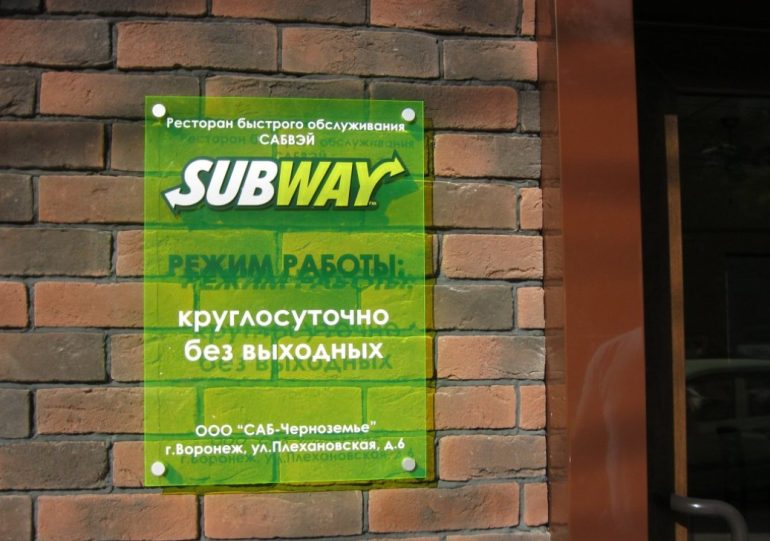 Ресторан быстрого обслуживания
САБВЭЙ
SUBWAY
РЕЖИМ РАБОТЫ:
круглосуточно
без выходных
ООО "САБ-Черноземье"
г.Воронеж, ул.Плехановская, д.6